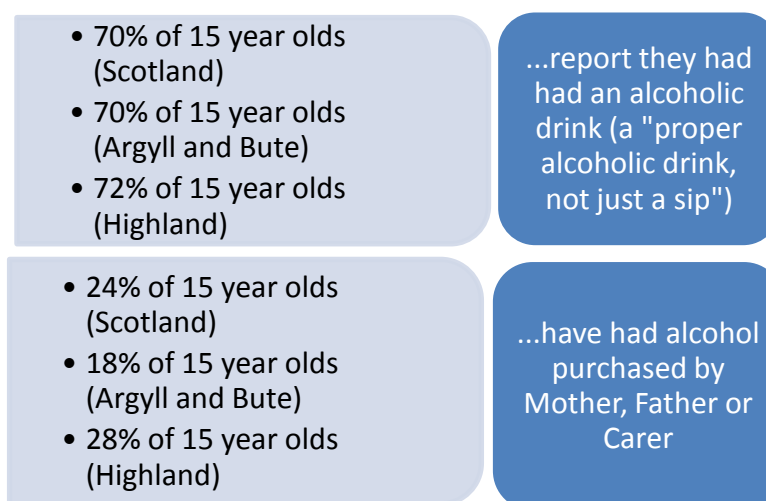 • 70% of 15 year olds
(Scotland)
• 70% of 15 year olds
(Argyll and Bute)
• 72% of 15 year olds
(Highland)
...report they had
had an alcoholic
drink (a "proper
alcoholic drink,
not just a sip")
• 24% of 15 year olds
(Scotland)
• 18% of 15 year olds
(Argyll and Bute)
• 28% of 15 year olds
(Highland)
...have had alcohol
purchased by
Mother, Father or
Carer